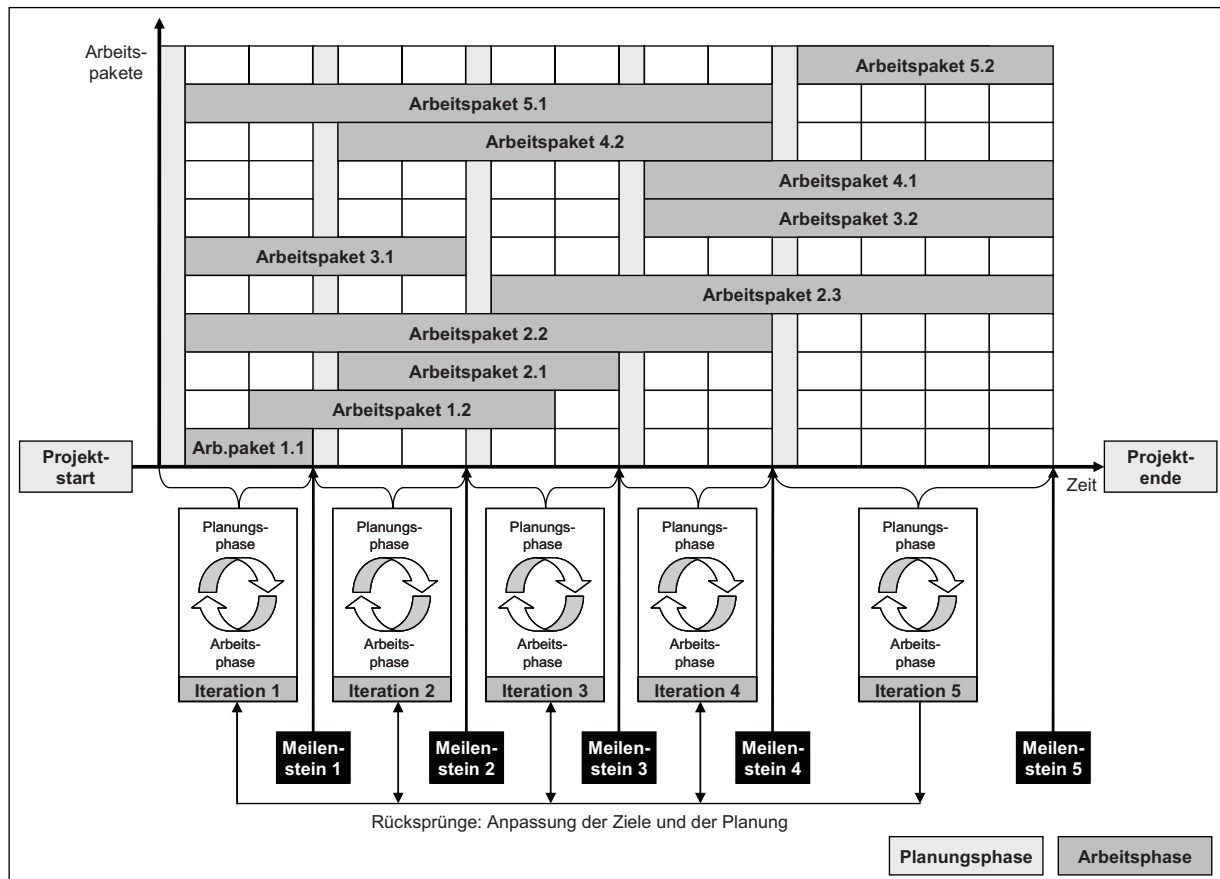 Arbeits-
pakete
Arbeitspaket 5.2
Arbeitspaket 5.1
Arbeitspaket 4.2
Arbeitspaket 4.1
Arbeitspaket 3.2
Arbeitspaket 3.1
Arbeitspaket 2.3
Arbeitspaket 2.2
Arbeitspaket 2.1
Arbeitspaket 1.2
Arb.paket 1.1
Projekt-
start
Zeit
Projekt-
ende
Planungs-
phase
Arbeits-
phase
Iteration 1
Planungs-
phase
Arbeits-
phase
Iteration 2
Planungs-
phase
Arbeits-
phase
Iteration 3
Planungs-
phase
Arbeits-
phase
Iteration 4
Planungs-
phase
Arbeits-
phase
Iteration 5
Meilen-
stein 1
Meilen-
stein 2
Meilen-
stein 3
Meilen-
stein 4
Meilen-
stein 5
Rücksprünge: Anpassung der Ziele und der Planung
Planungsphase
Arbeitsphase